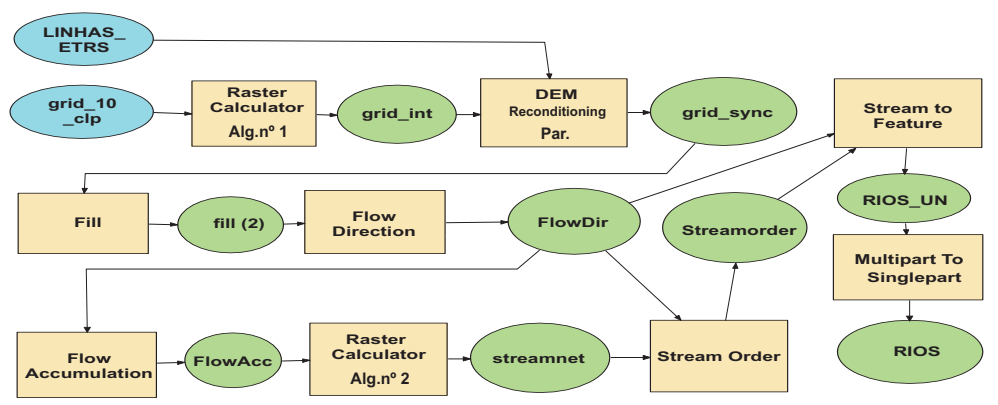 LINHAS_
ETRS
grid_10
_clp
Raster
Calculator
Alg.nº 1
grid_int
DEM
Reconditioning
Par.
grid_sync
Stream to
Feature
Fill
fill (2)
Flow
Direction
FlowDir
Streamorder
RIOS_UN
Multipart To
Singlepart
Flow
Accumulation
FlowAcc
Raster
Calculator
Alg.nº 2
streamnet
Stream Order
RIOS